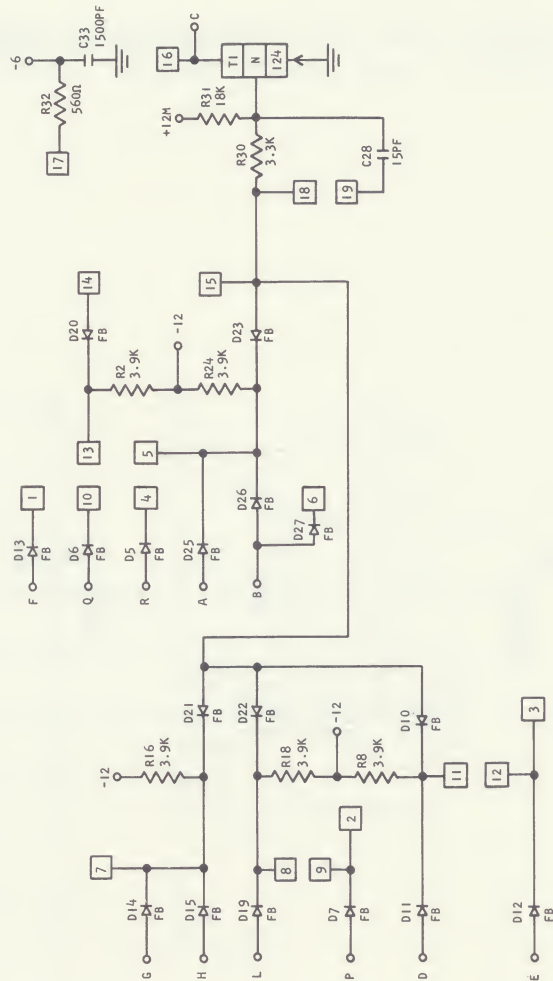 -6
R32
560Ω
C33
1500PF
17
C
16
T1
N
124
+12M
R31
18K
R30
3.3K
C28
15PF
18
19
15
14
D20
FB
13
R2
3.9K
-12
R24
3.9K
D23
FB
F
D13
FB
1
Q
D6
FB
10
R
D5
FB
4
A
D25
FB
5
B
D26
FB
D27
FB
6
-12
R16
3.9K
D21
FB
7
G
D14
FB
H
D15
FB
D22
FB
L
D19
FB
8
R18
3.9K
-12
R8
3.9K
P
D7
FB
9
2
D10
FB
D
D11
FB
11
E
D12
FB
12
3